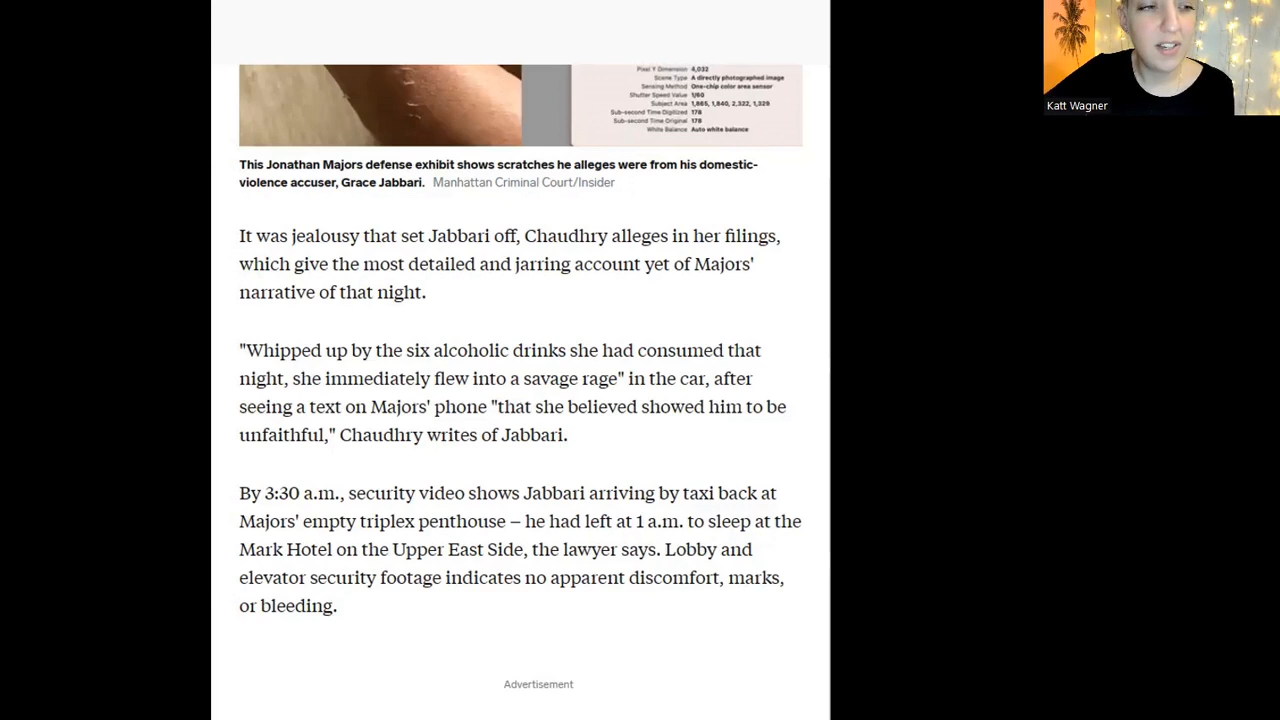 Pixel Y Dimension 4,032
Scene Type A directly photographed image
Sensing Method One-chip color area sensor
Shutter Speed Value 1/60
Subject Area 1,865, 1,840, 2,322, 1,329
Sub-second Time Digitized 178
Sub-second Time Original 178
White Balance Auto white balance
Katt Wagner
This Jonathan Majors defense exhibit shows scratches he alleges were from his domestic-
violence accuser, Grace Jabbari. Manhattan Criminal Court/Insider
It was jealousy that set Jabbari off, Chaudhry alleges in her filings,
which give the most detailed and jarring account yet of Majors'
narrative of that night.
"Whipped up by the six alcoholic drinks she had consumed that
night, she immediately flew into a savage rage" in the car, after
seeing a text on Majors' phone "that she believed showed him to be
unfaithful," Chaudhry writes of Jabbari.
By 3:30 a.m., security video shows Jabbari arriving by taxi back at
Majors' empty triplex penthouse – he had left at 1 a.m. to sleep at the
Mark Hotel on the Upper East Side, the lawyer says. Lobby and
elevator security footage indicates no apparent discomfort, marks,
or bleeding.
Advertisement